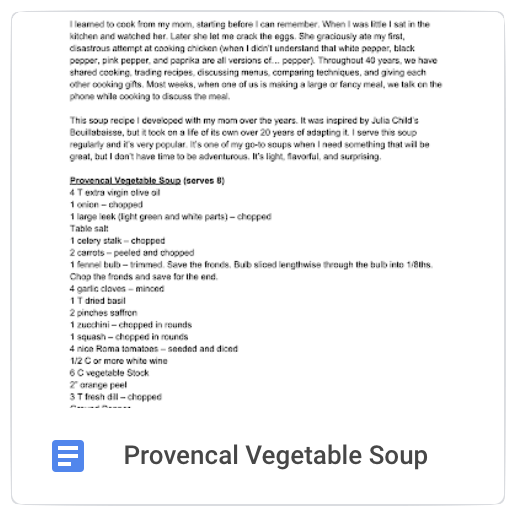 I learned to cook from my mom, starting before I can remember. When I was little I sat in the
kitchen and watched her. Later she let me crack the eggs. She graciously ate my first,
disastrous attempt at cooking chicken (when I didn't understand that white pepper, black
pepper, pink pepper, and paprika are all versions of... pepper). Throughout 40 years, we have
shared cooking, trading recipes, discussing menus, comparing techniques, and giving each
other cooking gifts. Most weeks, when one of us is making a large or fancy meal, we talk on the
phone while cooking to discuss the meal.
This soup recipe I developed with my mom over the years. It was inspired by Julia Child's
Bouillabaisse, but it took on a life of its own over 20 years of adapting it. I serve this soup
regularly and it's very popular. It's one of my go-to soups when I need something that will be
great, but I don't have time to be adventurous. It's light, flavorful, and surprising.
Provencal Vegetable Soup (serves 8)
4 T extra virgin olive oil
1 onion – chopped
1 large leek (light green and white parts) – chopped
Table salt
1 celery stalk – chopped
2 carrots – peeled and chopped
1 fennel bulb – trimmed. Save the fronds. Bulb sliced lengthwise through the bulb into 1/8ths.
Chop the fronds and save for the end.
4 garlic cloves – minced
1 T dried basil
2 pinches saffron
1 zucchini – chopped in rounds
1 squash – chopped in rounds
4 nice Roma tomatoes – seeded and diced
1/2 C or more white wine
6 C vegetable Stock
2" orange peel
3 T fresh dill – chopped
Ground Pepper
Provencal Vegetable Soup